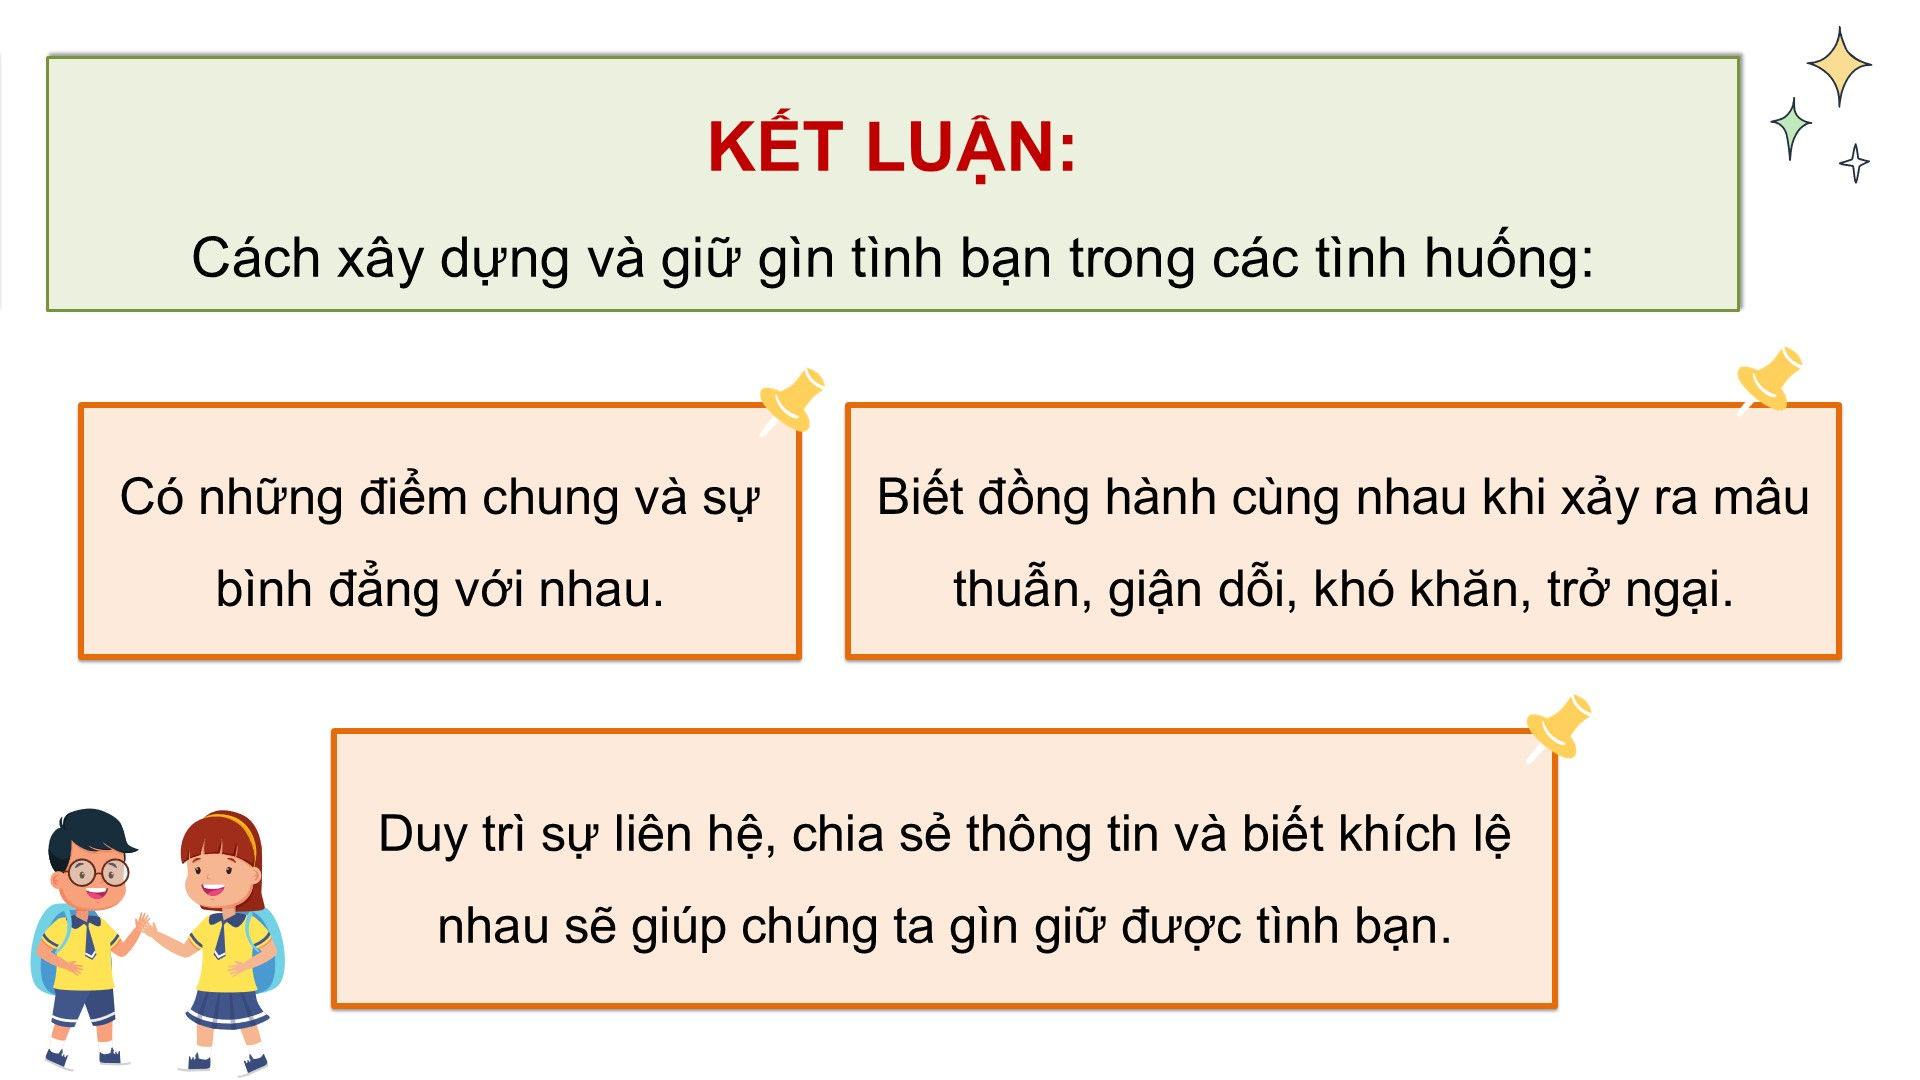 KẾT LUẬN:
Cách xây dựng và giữ gìn tình bạn trong các tình huống:
Có những điểm chung và sự
bình đẳng với nhau.
Biết đồng hành cùng nhau khi xảy ra mâu
thuẫn, giận dỗi, khó khăn, trở ngại.
Duy trì sự liên hệ, chia sẻ thông tin và biết khích lệ
nhau sẽ giúp chúng ta gìn giữ được tình bạn.